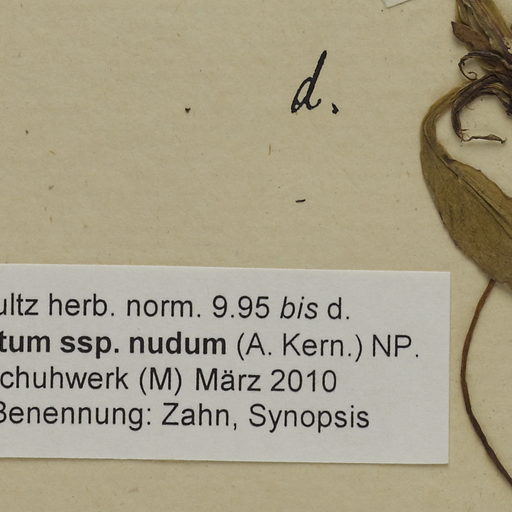 d.
ultz herb. norm. 9.95 bis d.
tum ssp. nudum (A. Kern.) NP.
chuhwerk (M) März 2010
Benennung: Zahn, Synopsis